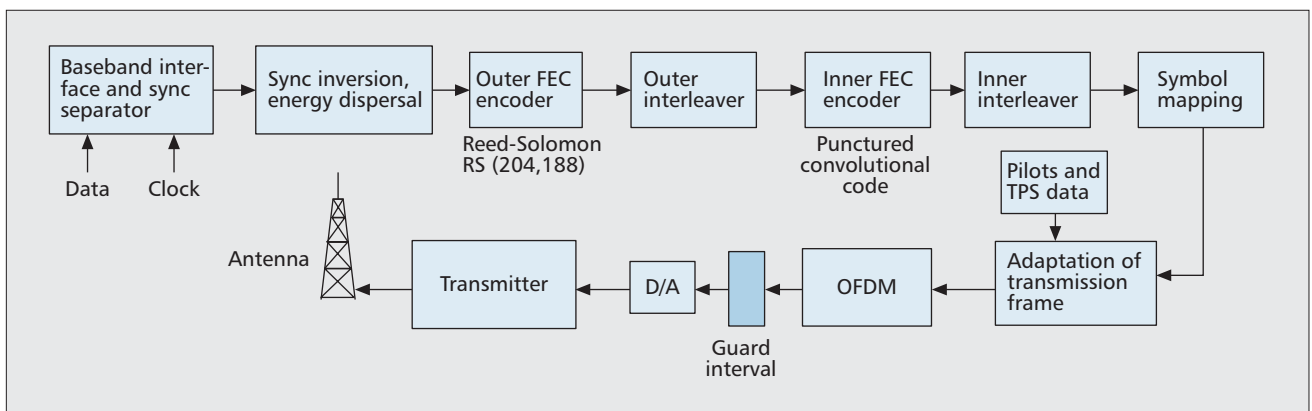 Baseband inter-
face and sync
separator
Sync inversion,
energy dispersal
Outer FEC
encoder
Outer
interleaver
Inner FEC
encoder
Inner
interleaver
Symbol
mapping
Data
Clock
Reed-Solomon
RS (204,188)
Punctured
convolutional
code
Pilots and
TPS data
Antenna
Transmitter
D/A
Guard
interval
OFDM
Adaptation of
transmission
frame